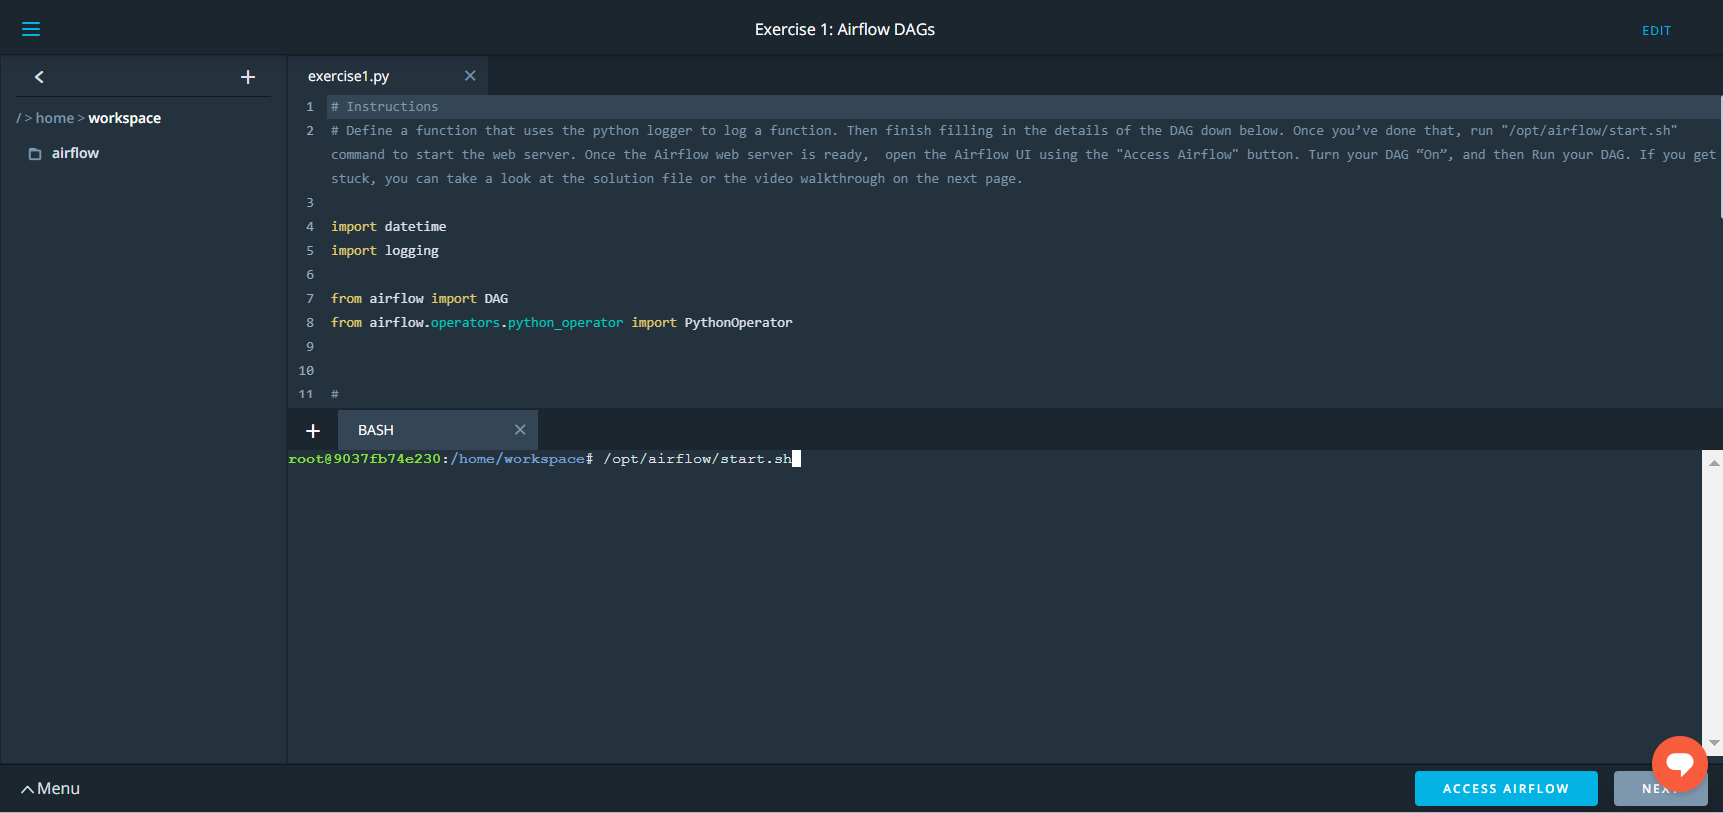 Exercise 1: Airflow DAGs
EDIT
/ > home > workspace
airflow
exercise1.py
1 # Instructions
2 # Define a function that uses the python logger to log a function. Then finish filling in the details of the DAG down below. Once you’ve done that, run "/opt/airflow/start.sh"
command to start the web server. Once the Airflow web server is ready,  open the Airflow UI using the "Access Airflow" button. Turn your DAG “On”, and then Run your DAG. If you get
stuck, you can take a look at the solution file or the video walkthrough on the next page.
3
4 import datetime
5 import logging
6
7 from airflow import DAG
8 from airflow.operators.python_operator import PythonOperator
9
10
11 #
BASH
root@9037fb74e230:/home/workspace# /opt/airflow/start.sh
Menu
ACCESS AIRFLOW
NEXT